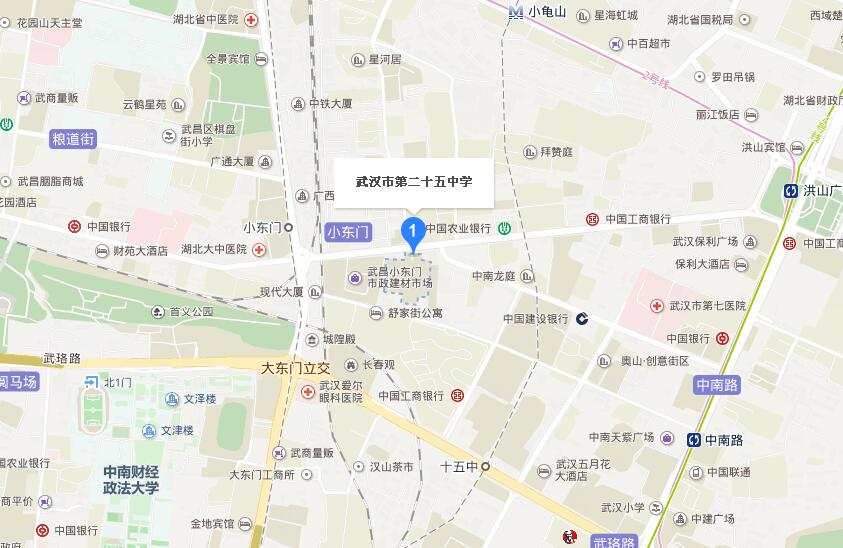 花园山天主堂
湖北省中医院
小龟山
星海虹城
湖北省国税局
西域楚
中百超市
全景宾馆
星河居
2号线
罗田吊锅
武商量贩
云鹤星苑
中铁大厦
湖北省财政厅
丽江饭店
粮道街
武昌区棋盘
街小学
洪山宾馆
广通大厦
拜赞庭
武昌胭脂商城
武汉市第二十五中学
广西
洪山广
花园酒店
中国银行
小东门
小东门
1
中国农业银行
中国工商银行
财苑大酒店
湖北大中医院
武汉保利广场
中国工
保利大酒店
武昌小东门
市政建材市场
中南龙庭
现代大厦
首义公园
舒家街公寓
中国建设银行
武汉市第七医院
城隍殿
中国银行
武珞路
大东门立交
长春观
奥山·创意街区
阅马场
北1门
武汉爱尔
眼科医院
中国工商银行
中南路
文泽楼
文津楼
中南天紫广场
中南路
武商量贩
国农业银行
中南财经
政法大学
大东门工商所
汉山茶市
十五中
武汉五月花
大酒店
中国联通
商平价
武汉小学
中国银行
金地宾馆
中建广场
武珞路
政府